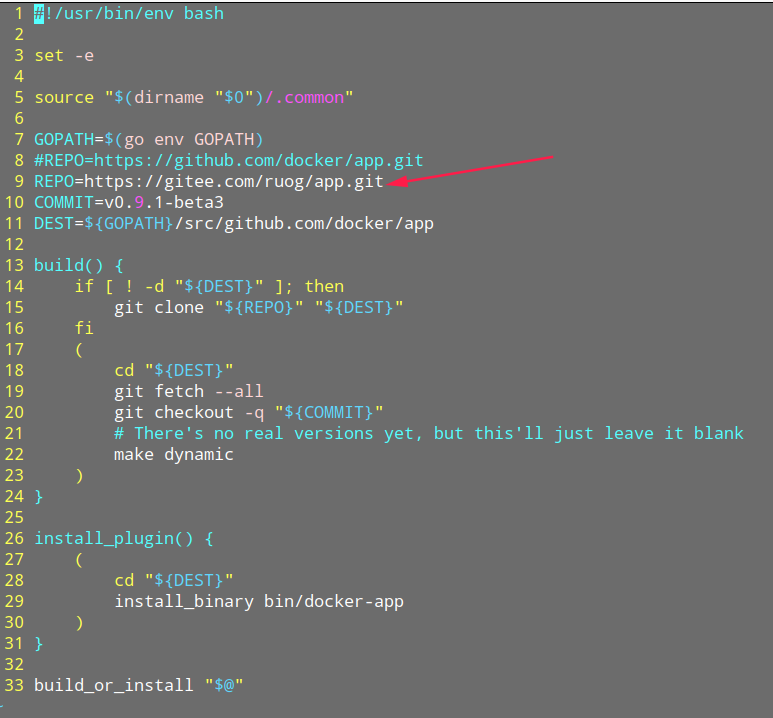 1 #!/usr/bin/env bash
2
3 set -e
4
5 source "$(dirname "$0")/.common"
6
7 GOPATH=$(go env GOPATH)
8 #REPO=https://github.com/docker/app.git
9 REPO=https://gitee.com/ruog/app.git
10 COMMIT=v0.9.1-beta3
11 DEST=${GOPATH}/src/github.com/docker/app
12
13 build() {
14     if [ ! -d "${DEST}" ]; then
15         git clone "${REPO}" "${DEST}"
16     fi
17     (
18         cd "${DEST}"
19         git fetch --all
20         git checkout -q "${COMMIT}"
21         # There's no real versions yet, but this'll just leave it blank
22         make dynamic
23     )
24 }
25
26 install_plugin() {
27     (
28         cd "${DEST}"
29         install_binary bin/docker-app
30     )
31 }
32
33 build_or_install "$@"